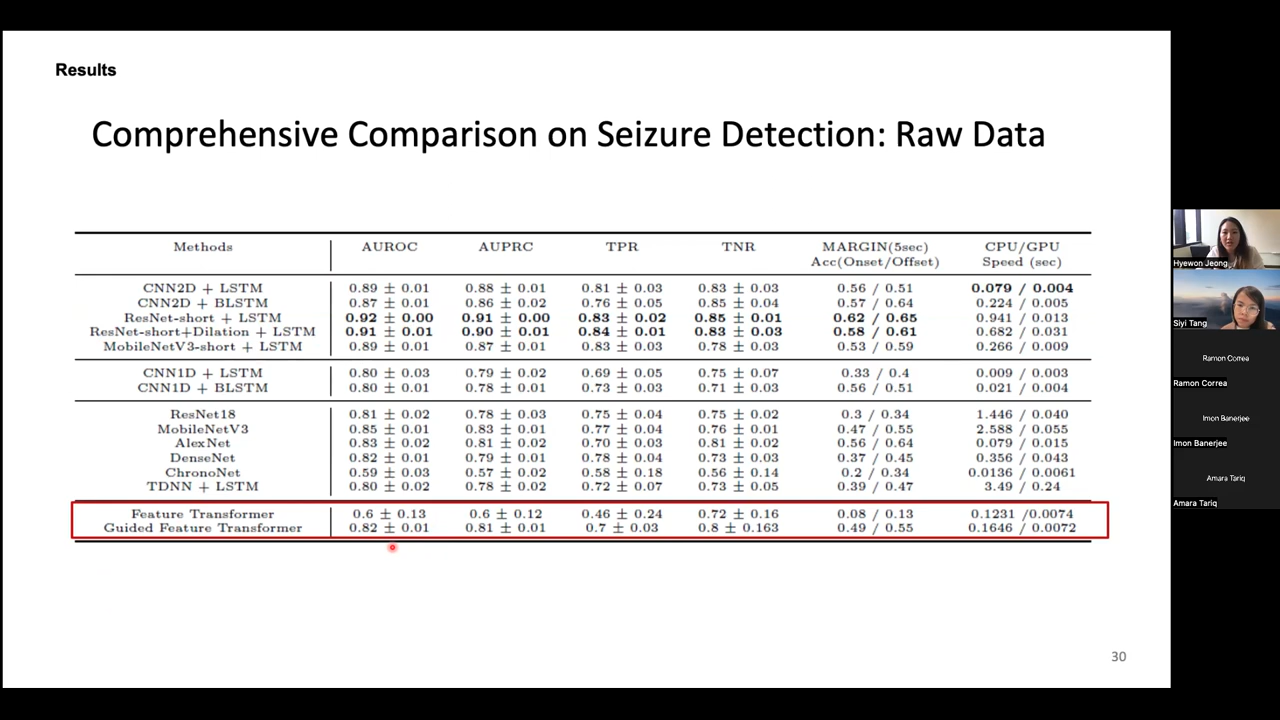 Results
Comprehensive Comparison on Seizure Detection: Raw Data
Methods AUROC AUPRC TPR TNR MARGIN(5sec) CPU/GPU
Acc(Onset/Offset) Speed (sec)
CNN2D + LSTM 0.89 ± 0.01 0.88 ± 0.01 0.81 ± 0.03 0.83 ± 0.03 0.56 / 0.51 0.079 / 0.004
CNN2D + BLSTM 0.87 ± 0.01 0.86 ± 0.02 0.76 ± 0.05 0.85 ± 0.04 0.57 / 0.64 0.224 / 0.005
ResNet-short + LSTM 0.92 ± 0.00 0.91 ± 0.00 0.83 ± 0.02 0.85 ± 0.01 0.62 / 0.65 0.941 / 0.013
ResNet-short+Dilation + LSTM 0.91 ± 0.01 0.90 ± 0.01 0.84 ± 0.01 0.83 ± 0.03 0.58 / 0.61 0.682 / 0.031
MobileNetV3-short + LSTM 0.89 ± 0.01 0.87 ± 0.01 0.83 ± 0.03 0.78 ± 0.03 0.53 / 0.59 0.266 / 0.009
CNN1D + LSTM 0.80 ± 0.03 0.79 ± 0.02 0.69 ± 0.05 0.75 ± 0.07 0.33 / 0.4 0.009 / 0.003
CNN1D + BLSTM 0.80 ± 0.01 0.78 ± 0.01 0.73 ± 0.03 0.71 ± 0.03 0.56 / 0.51 0.021 / 0.004
ResNet18 0.81 ± 0.02 0.78 ± 0.03 0.75 ± 0.04 0.75 ± 0.02 0.3 / 0.34 1.446 / 0.040
MobileNetV3 0.85 ± 0.01 0.83 ± 0.01 0.77 ± 0.04 0.76 ± 0.01 0.47 / 0.55 2.588 / 0.055
AlexNet 0.83 ± 0.02 0.81 ± 0.02 0.70 ± 0.03 0.81 ± 0.02 0.56 / 0.64 0.079 / 0.015
DenseNet 0.82 ± 0.01 0.79 ± 0.01 0.78 ± 0.04 0.73 ± 0.03 0.37 / 0.45 0.356 / 0.043
ChronoNet 0.59 ± 0.03 0.57 ± 0.02 0.58 ± 0.18 0.56 ± 0.14 0.2 / 0.34 0.0136 / 0.0061
TDNN + LSTM 0.80 ± 0.02 0.78 ± 0.02 0.72 ± 0.07 0.73 ± 0.05 0.39 / 0.47 3.49 / 0.24
Feature Transformer 0.6 ± 0.13 0.6 ± 0.12 0.46 ± 0.24 0.72 ± 0.16 0.08 / 0.13 0.1231 /0.0074
Guided Feature Transformer 0.82 ± 0.01 0.81 ± 0.01 0.7 ± 0.03 0.8 ± 0.163 0.49 / 0.55 0.1646 / 0.0072
30
Hyewon Jeong
Siyi Tang
Ramon Correa
Ramon Correa
Imon Banerjee
Imon Banerjee
Amara Tariq
Amara Tariq